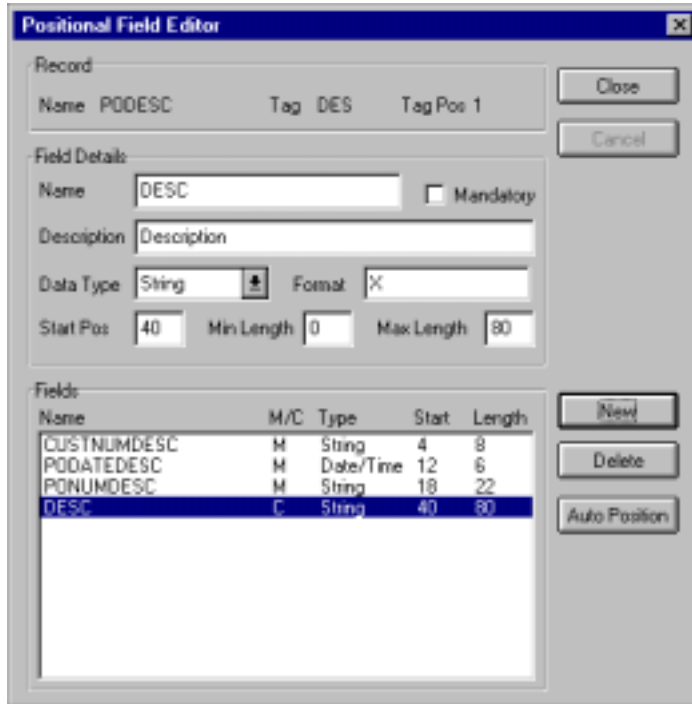 Positional Field Editor
Record
Name PODESC Tag DES Tag Pos 1
Close
Cancel
Field Details
Name DESC Mandatory
Description Description
Data Type String Format X
Start Pos 40 Min Length 0 Max Length 80
Fields
Name M/C Type Start Length
CUSTNUMDESC M String 4 8
PODATEDESC M Date/Time 12 6
PONUMDESC M String 18 22
DESC C String 40 80
New
Delete
Auto Position